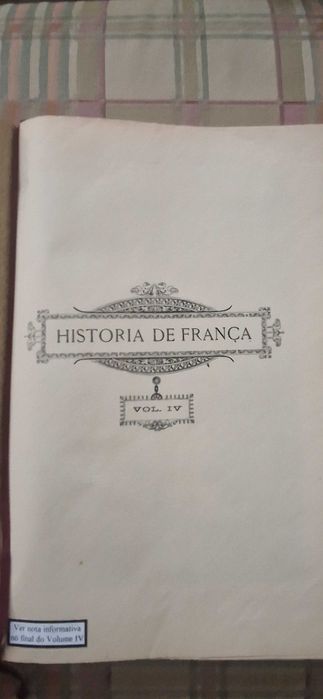 HISTORIA DE FRANÇA
VOL. IV
Ver nota informativa
no final do Volume IV